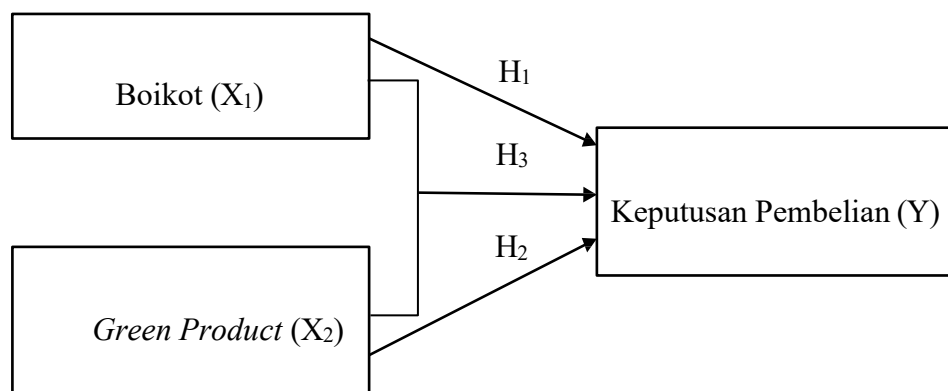 H₁
Boikot (X₁)
H₃
Keputusan Pembelian (Y)
H₂
Green Product (X₂)